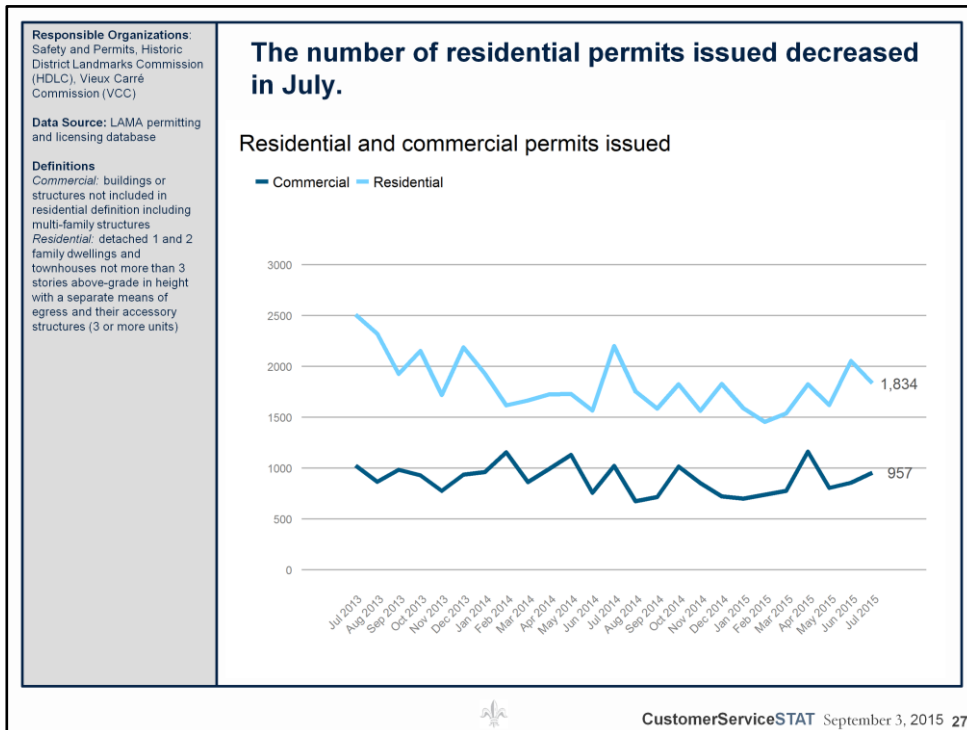 Responsible Organizations:
Safety and Permits, Historic
District Landmarks Commission
(HDLC), Vieux Carré
Commission (VCC)
Data Source: LAMA permitting
and licensing database
Definitions
Commercial: buildings or
structures not included in
residential definition including
multi-family structures
Residential: detached 1 and 2
family dwellings and
townhouses not more than 3
stories above-grade in height
with a separate means of
egress and their accessory
structures (3 or more units)
The number of residential permits issued decreased
in July.
Residential and commercial permits issued
Commercial Residential
3000
2500
2000
1500
1000
500
0
1,834
957
Jul 2013
Aug 2013
Sep 2013
Oct 2013
Nov 2013
Dec 2013
Jan 2014
Feb 2014
Mar 2014
Apr 2014
May 2014
Jun 2014
Jul 2014
Aug 2014
Sep 2014
Oct 2014
Nov 2014
Dec 2014
Jan 2015
Feb 2015
Mar 2015
Apr 2015
May 2015
Jun 2015
Jul 2015
CustomerServiceSTAT September 3, 2015 27